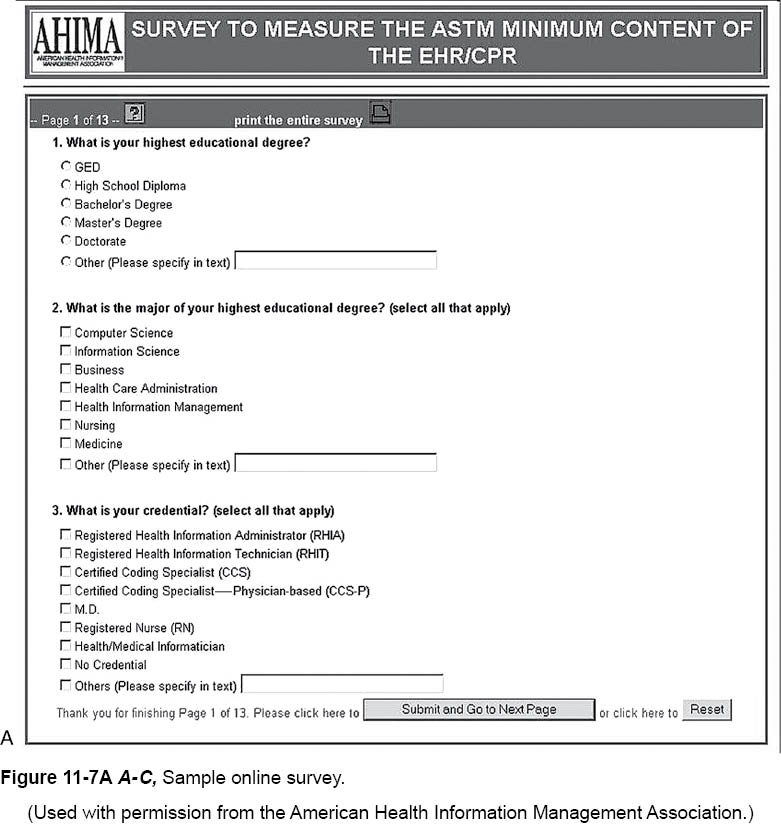 AHIMA
AMERICAN HEALTH INFORMATION
MANAGEMENT ASSOCIATION
SURVEY TO MEASURE THE ASTM MINIMUM CONTENT OF
THE EHR/CPR
-- Page 1 of 13 -- ? print the entire survey
1. What is your highest educational degree?
GED
High School Diploma
Bachelor's Degree
Master's Degree
Doctorate
Other (Please specify in text)
2. What is the major of your highest educational degree? (select all that apply)
Computer Science
Information Science
Business
Health Care Administration
Health Information Management
Nursing
Medicine
Other (Please specify in text)
3. What is your credential? (select all that apply)
Registered Health Information Administrator (RHIA)
Registered Health Information Technician (RHIT)
Certified Coding Specialist (CCS)
Certified Coding Specialist—Physician-based (CCS-P)
M.D.
Registered Nurse (RN)
Health/Medical Informatician
No Credential
Others (Please specify in text)
Thank you for finishing Page 1 of 13. Please click here to Submit and Go to Next Page or click here to Reset
A
Figure 11-7A A-C, Sample online survey.
(Used with permission from the American Health Information Management Association.)